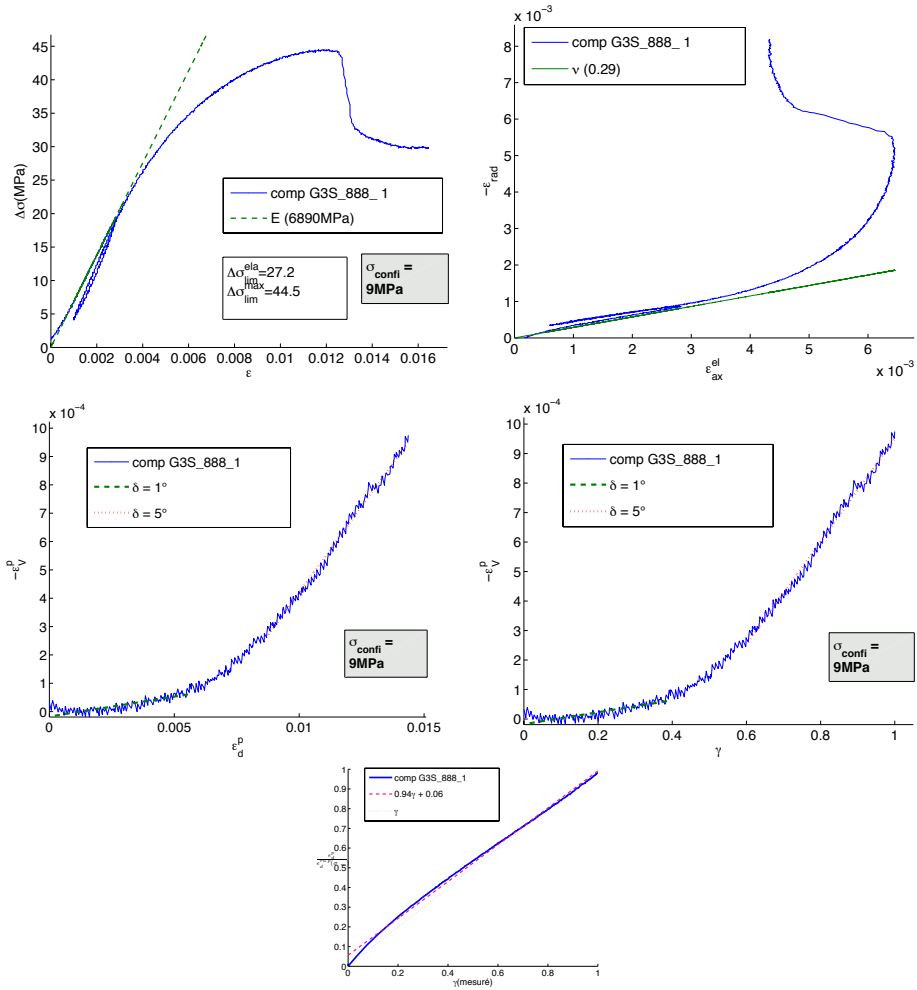 45
40
35
30
25
20
15
10
5
0
Δσ(MPa)
comp G3S_888_ 1
E (6890MPa)
Δσ^ela_lim=27.2
Δσ^max_lim=44.5
σ_confi =
9MPa
0 0.002 0.004 0.006 0.008 0.01 0.012 0.014 0.016
ε
x 10^-3
8
7
6
5
4
3
2
1
0
-ε_rad
comp G3S_888_ 1
ν (0.29)
0 1 2 3 4 5 6
ε^el_ax
x 10^-3
x 10^-4
10
9
8
7
6
5
4
3
2
1
0
-ε^p_V
comp G3S_888_1
δ = 1°
δ = 5°
σ_confi =
9MPa
0 0.005 0.01 0.015
ε^p_d
x 10^-4
10
9
8
7
6
5
4
3
2
1
0
-ε^p_V
comp G3S_888_1
δ = 1°
δ = 5°
σ_confi =
9MPa
0 0.2 0.4 0.6 0.8 1
γ
1
0.9
0.8
0.7
0.6
0.5
0.4
0.3
0.2
0.1
0
comp G3S_888_1
0.94γ + 0.06
γ
0 0.2 0.4 0.6 0.8 1
γ(mesuré)